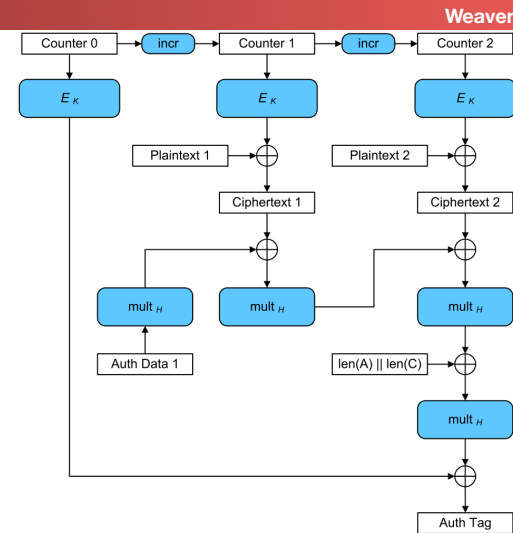 Weaver
Counter 0 incr Counter 1 incr Counter 2
E K E K E K
Plaintext 1 Plaintext 2
Ciphertext 1 Ciphertext 2
mult H mult H mult H
Auth Data 1 len(A) || len(C)
mult H
Auth Tag